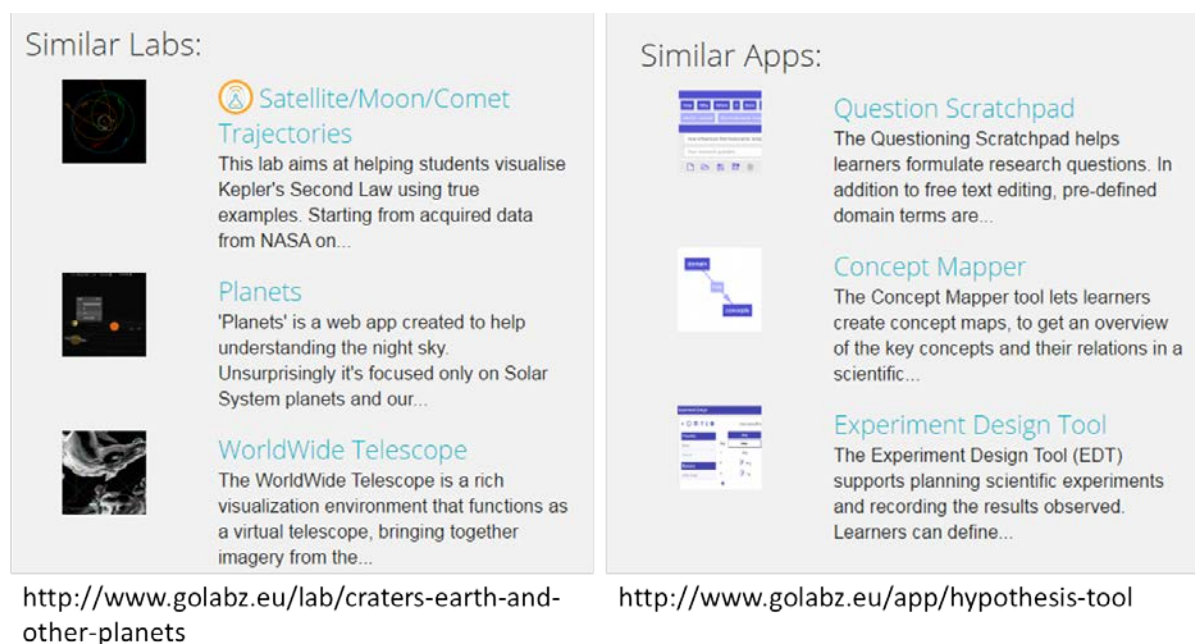 Similar Labs:
Satellite/Moon/Comet
Trajectories
This lab aims at helping students visualise
Kepler's Second Law using true
examples. Starting from acquired data
from NASA on...
Planets
'Planets' is a web app created to help
understanding the night sky.
Unsurprisingly it's focused only on Solar
System planets and our...
WorldWide Telescope
The WorldWide Telescope is a rich
visualization environment that functions as
a virtual telescope, bringing together
imagery from the...
http://www.golabz.eu/lab/craters-earth-and-
other-planets
Similar Apps:
Question Scratchpad
The Questioning Scratchpad helps
learners formulate research questions. In
addition to free text editing, pre-defined
domain terms are...
Concept Mapper
The Concept Mapper tool lets learners
create concept maps, to get an overview
of the key concepts and their relations in a
scientific...
concepts
Experiment Design Tool
The Experiment Design Tool (EDT)
supports planning scientific experiments
and recording the results observed.
Learners can define...
http://www.golabz.eu/app/hypothesis-tool